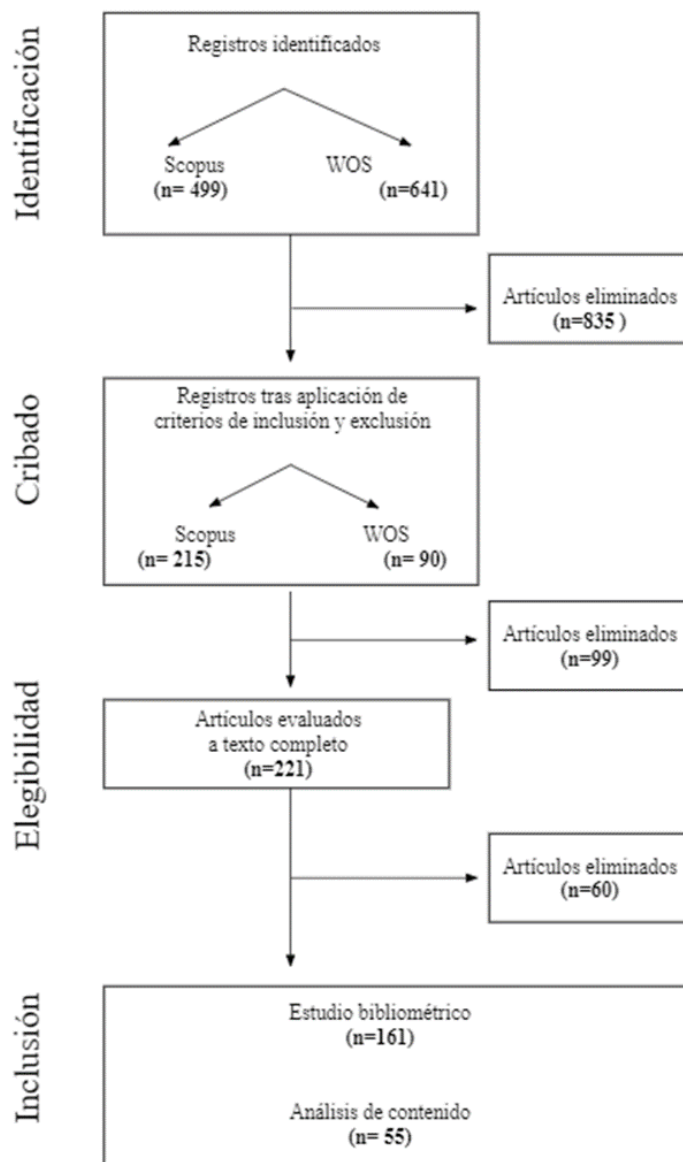 Identificación
Registros identificados
Scopus
(n= 499)
WOS
(n=641)
Artículos eliminados
(n=835 )
Cribado
Registros tras aplicación de
criterios de inclusión y exclusión
Scopus
(n= 215)
WOS
(n= 90)
Artículos eliminados
(n=99)
Elegibilidad
Artículos evaluados
a texto completo
(n=221)
Artículos eliminados
(n=60)
Inclusión
Estudio bibliométrico
(n=161)
Análisis de contenido
(n= 55)